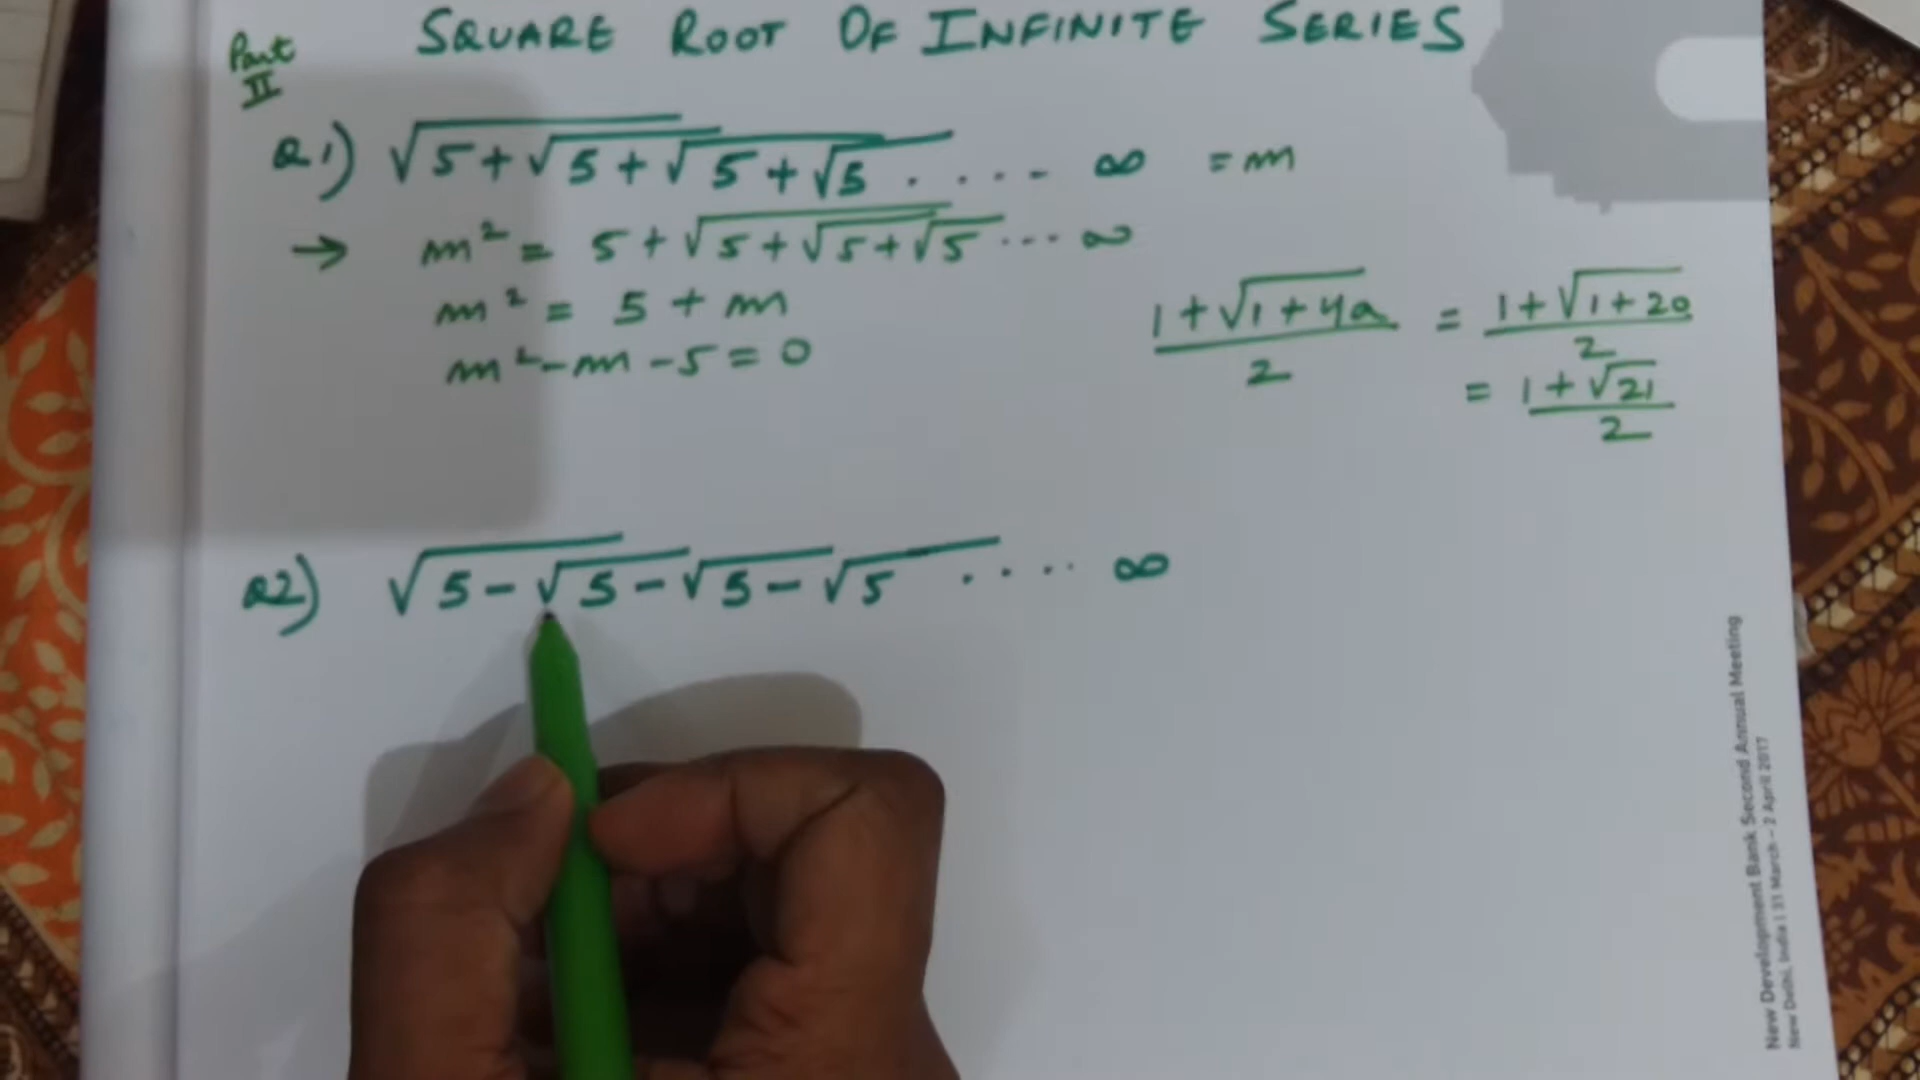 SQUARE ROOT OF INFINITE SERIES
Part
II
Q1) √5+√5+√5+√5 ..... ∞ = m
→ m² = 5+√5+√5+√5 ... ∞
m² = 5 + m
m² - m - 5 = 0
1+√1+4a / 2 = 1+√1+20 / 2
= 1+√21 / 2
Q2) √5-√5-√5-√5 .... ∞
New Development Bank Second Annual Meeting
New Delhi, India | 31 March - 2 April 2017